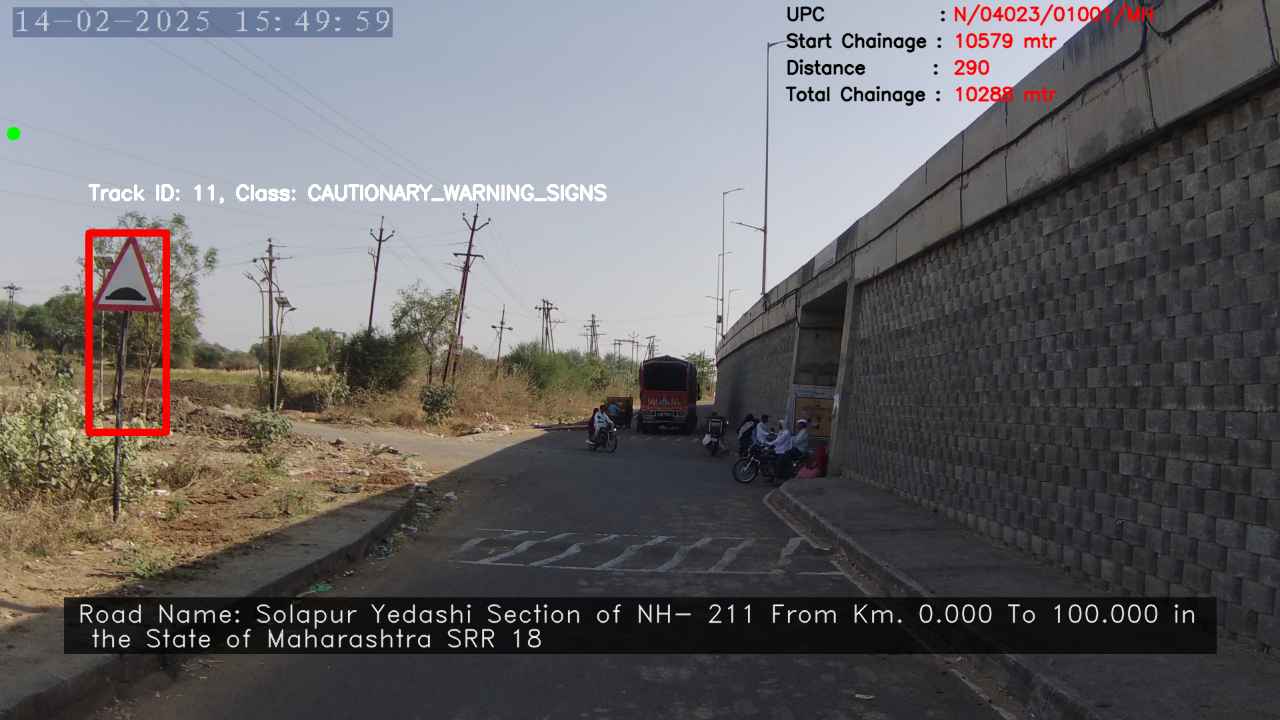 14-02-2025 15:49:59
UPC : N/04023/01001/MH
Start Chainage : 10579 mtr
Distance : 290
Total Chainage : 10288 mtr
Track ID: 11, Class: CAUTIONARY_WARNING_SIGNS
Road Name: Solapur Yedashi Section of NH- 211 From Km. 0.000 To 100.000 in
the State of Maharashtra SRR 18